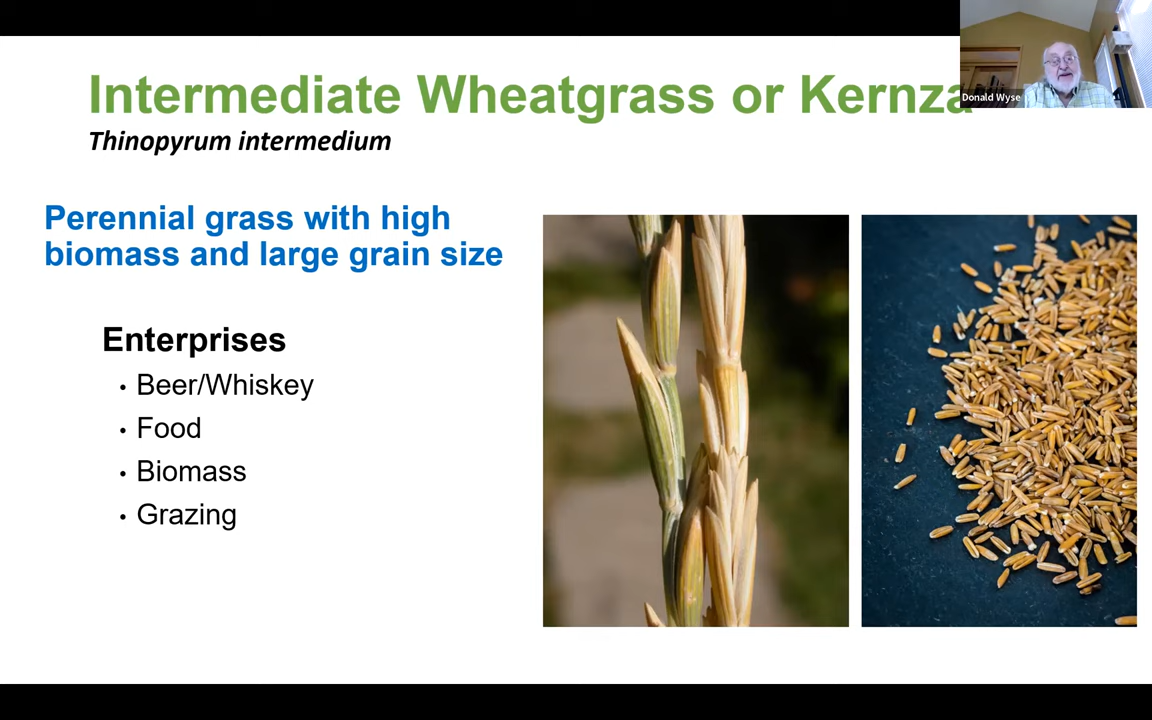 Intermediate Wheatgrass or Kernza
Thinopyrum intermedium
Donald Wyse
Perennial grass with high
biomass and large grain size
Enterprises
• Beer/Whiskey
• Food
• Biomass
• Grazing